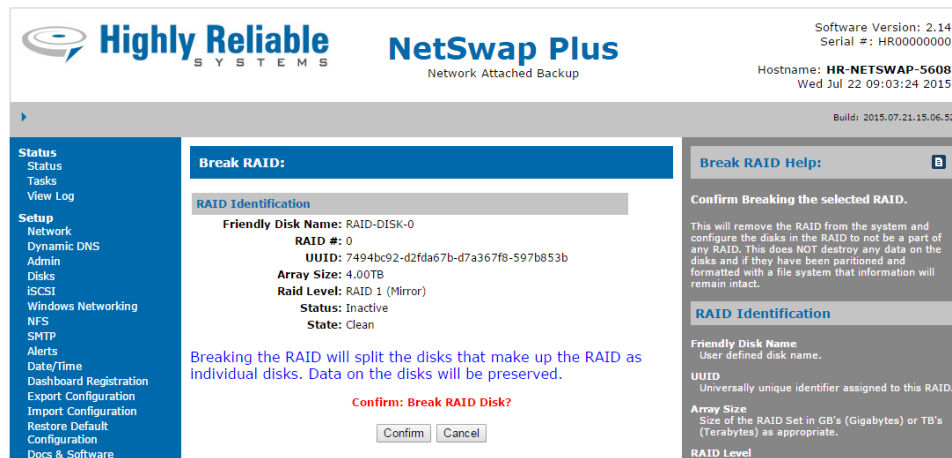 Highly Reliable
SYSTEMS
NetSwap Plus
Network Attached Backup
Software Version: 2.14
Serial #: HR00000000
Hostname: HR-NETSWAP-5608
Wed Jul 22 09:03:24 2015
Build: 2015.07.21.15.06.52
Status
Status
Tasks
View Log
Setup
Network
Dynamic DNS
Admin
Disks
iSCSI
Windows Networking
NFS
SMTP
Alerts
Date/Time
Dashboard Registration
Export Configuration
Import Configuration
Restore Default
Configuration
Docs & Software
Break RAID:
RAID Identification
Friendly Disk Name: RAID-DISK-0
RAID #: 0
UUID: 7494bc92-d2fda67b-d7a367f8-597b853b
Array Size: 4.00TB
Raid Level: RAID 1 (Mirror)
Status: Inactive
State: Clean
Breaking the RAID will split the disks that make up the RAID as
individual disks. Data on the disks will be preserved.
Confirm: Break RAID Disk?
Confirm Cancel
Break RAID Help:
Confirm Breaking the selected RAID.
This will remove the RAID from the system and
configure the disks in the RAID to not be a part of
any RAID. This does NOT destroy any data on the
disks and if they have been paritioned and
formatted with a file system that information will
remain intact.
RAID Identification
Friendly Disk Name
User defined disk name.
UUID
Universally unique identifier assigned to this RAID.
Array Size
Size of the RAID Set in GB's (Gigabytes) or TB's
(Terabytes) as appropriate.
RAID Level